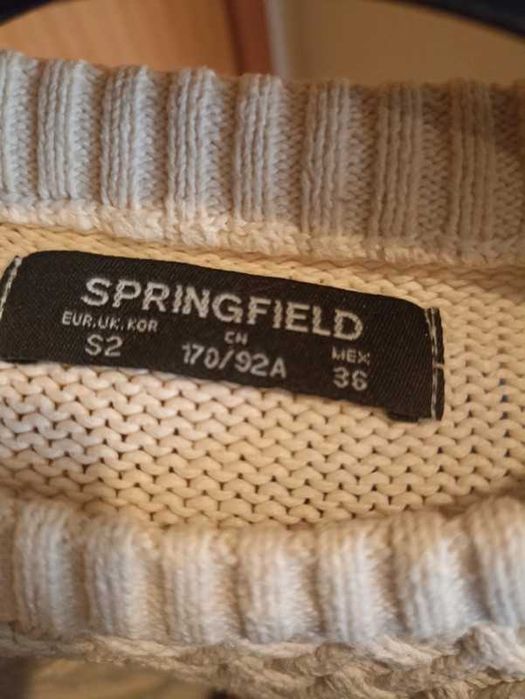 SPRINGFIELD
EUR.UK.KOR CN MEX
S2 170/92A 36